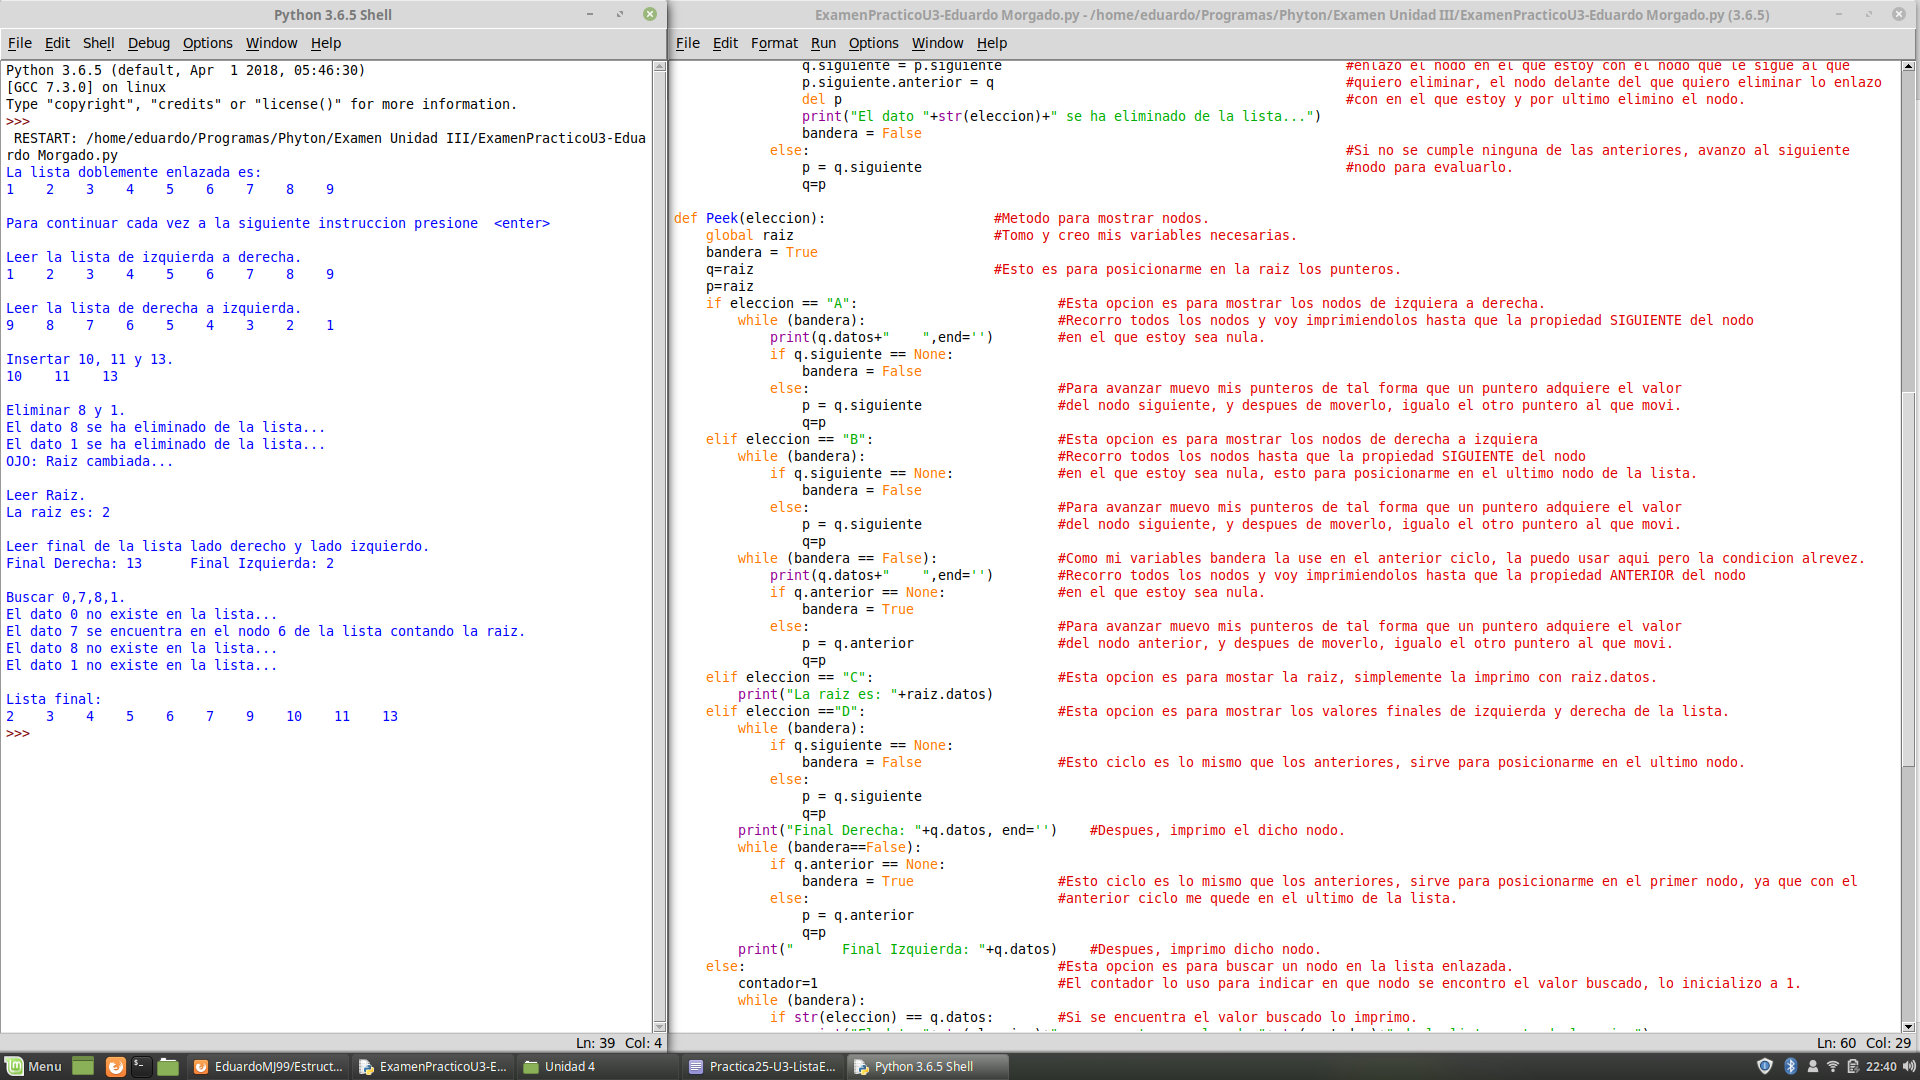 Python 3.6.5 Shell
File Edit Shell Debug Options Window Help
Python 3.6.5 (default, Apr  1 2018, 05:46:30)
[GCC 7.3.0] on linux
Type "copyright", "credits" or "license()" for more information.
>>>
 RESTART: /home/eduardo/Programas/Phyton/Examen Unidad III/ExamenPracticoU3-Edua
rdo Morgado.py
La lista doblemente enlazada es:
1    2    3    4    5    6    7    8    9
Para continuar cada vez a la siguiente instruccion presione  <enter>
Leer la lista de izquierda a derecha.
1    2    3    4    5    6    7    8    9
Leer la lista de derecha a izquierda.
9    8    7    6    5    4    3    2    1
Insertar 10, 11 y 13.
10    11    13
Eliminar 8 y 1.
El dato 8 se ha eliminado de la lista...
El dato 1 se ha eliminado de la lista...
OJO: Raiz cambiada...
Leer Raiz.
La raiz es: 2
Leer final de la lista lado derecho y lado izquierdo.
Final Derecha: 13      Final Izquierda: 2
Buscar 0,7,8,1.
El dato 0 no existe en la lista...
El dato 7 se encuentra en el nodo 6 de la lista contando la raiz.
El dato 8 no existe en la lista...
El dato 1 no existe en la lista...
Lista final:
2    3    4    5    6    7    9    10    11    13
>>>
Ln: 39 Col: 4
ExamenPracticoU3-Eduardo Morgado.py - /home/eduardo/Programas/Phyton/Examen Unidad III/ExamenPracticoU3-Eduardo Morgado.py (3.6.5)
File Edit Format Run Options Window Help
q.siguiente = p.siguiente #enlazo el nodo en el que estoy con el nodo que le sigue al que
p.siguiente.anterior = q #quiero eliminar, el nodo delante del que quiero eliminar lo enlazo
del p #con en el que estoy y por ultimo elimino el nodo.
print("El dato "+str(eleccion)+" se ha eliminado de la lista...")
bandera = False
else: #Si no se cumple ninguna de las anteriores, avanzo al siguiente
p = q.siguiente #nodo para evaluarlo.
q=p
def Peek(eleccion): #Metodo para mostrar nodos.
global raiz #Tomo y creo mis variables necesarias.
bandera = True
q=raiz #Esto es para posicionarme en la raiz los punteros.
p=raiz
if eleccion == "A": #Esta opcion es para mostrar los nodos de izquiera a derecha.
while (bandera): #Recorro todos los nodos y voy imprimiendolos hasta que la propiedad SIGUIENTE del nodo
print(q.datos+"    ",end='') #en el que estoy sea nula.
if q.siguiente == None:
bandera = False
else: #Para avanzar muevo mis punteros de tal forma que un puntero adquiere el valor
p = q.siguiente #del nodo siguiente, y despues de moverlo, igualo el otro puntero al que movi.
q=p
elif eleccion == "B": #Esta opcion es para mostrar los nodos de derecha a izquiera
while (bandera): #Recorro todos los nodos hasta que la propiedad SIGUIENTE del nodo
if q.siguiente == None: #en el que estoy sea nula, esto para posicionarme en el ultimo nodo de la lista.
bandera = False
else: #Para avanzar muevo mis punteros de tal forma que un puntero adquiere el valor
p = q.siguiente #del nodo siguiente, y despues de moverlo, igualo el otro puntero al que movi.
q=p
while (bandera == False): #Como mi variables bandera la use en el anterior ciclo, la puedo usar aqui pero la condicion alrevez.
print(q.datos+"    ",end='') #Recorro todos los nodos y voy imprimiendolos hasta que la propiedad ANTERIOR del nodo
if q.anterior == None: #en el que estoy sea nula.
bandera = True
else: #Para avanzar muevo mis punteros de tal forma que un puntero adquiere el valor
p = q.anterior #del nodo anterior, y despues de moverlo, igualo el otro puntero al que movi.
q=p
elif eleccion == "C": #Esta opcion es para mostar la raiz, simplemente la imprimo con raiz.datos.
print("La raiz es: "+raiz.datos)
elif eleccion =="D": #Esta opcion es para mostrar los valores finales de izquierda y derecha de la lista.
while (bandera):
if q.siguiente == None:
bandera = False #Esto ciclo es lo mismo que los anteriores, sirve para posicionarme en el ultimo nodo.
else:
p = q.siguiente
q=p
print("Final Derecha: "+q.datos, end='') #Despues, imprimo el dicho nodo.
while (bandera==False):
if q.anterior == None:
bandera = True #Esto ciclo es lo mismo que los anteriores, sirve para posicionarme en el primer nodo, ya que con el
else: #anterior ciclo me quede en el ultimo de la lista.
p = q.anterior
q=p
print("      Final Izquierda: "+q.datos) #Despues, imprimo dicho nodo.
else: #Esta opcion es para buscar un nodo en la lista enlazada.
contador=1 #El contador lo uso para indicar en que nodo se encontro el valor buscado, lo inicializo a 1.
while (bandera):
if str(eleccion) == q.datos: #Si se encuentra el valor buscado lo imprimo.
Ln: 60 Col: 29
Menu EduardoMJ99/Estruct... ExamenPracticoU3-E... Unidad 4 Practica25-U3-ListaE... Python 3.6.5 Shell 22:40